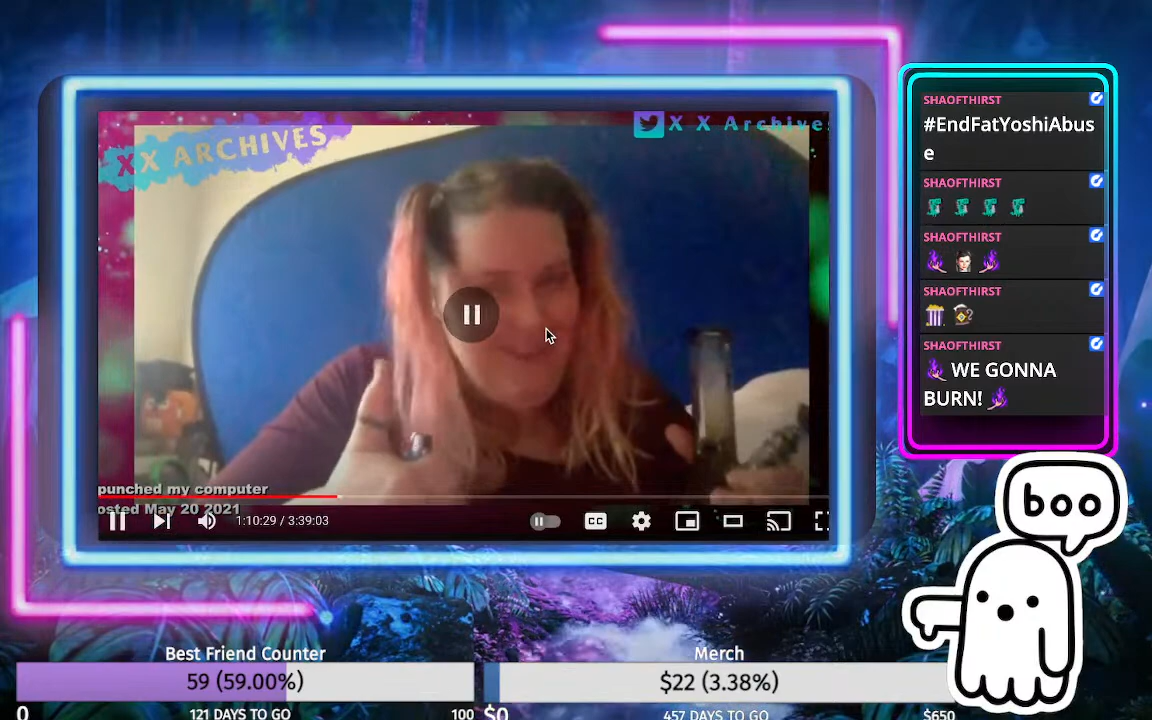 XX ARCHIVES
X X Archives
SHAOFTHIRST
#EndFatYoshiAbus
e
SHAOFTHIRST
SHAOFTHIRST
SHAOFTHIRST
SHAOFTHIRST
WE GONNA
BURN!
punched my computer
osted May 20 2021
1:10:29 / 3:39:03
CC
boo
Best Friend Counter
59 (59.00%)
0 121 DAYS TO GO 100
Merch
$22 (3.38%)
$0 457 DAYS TO GO $650